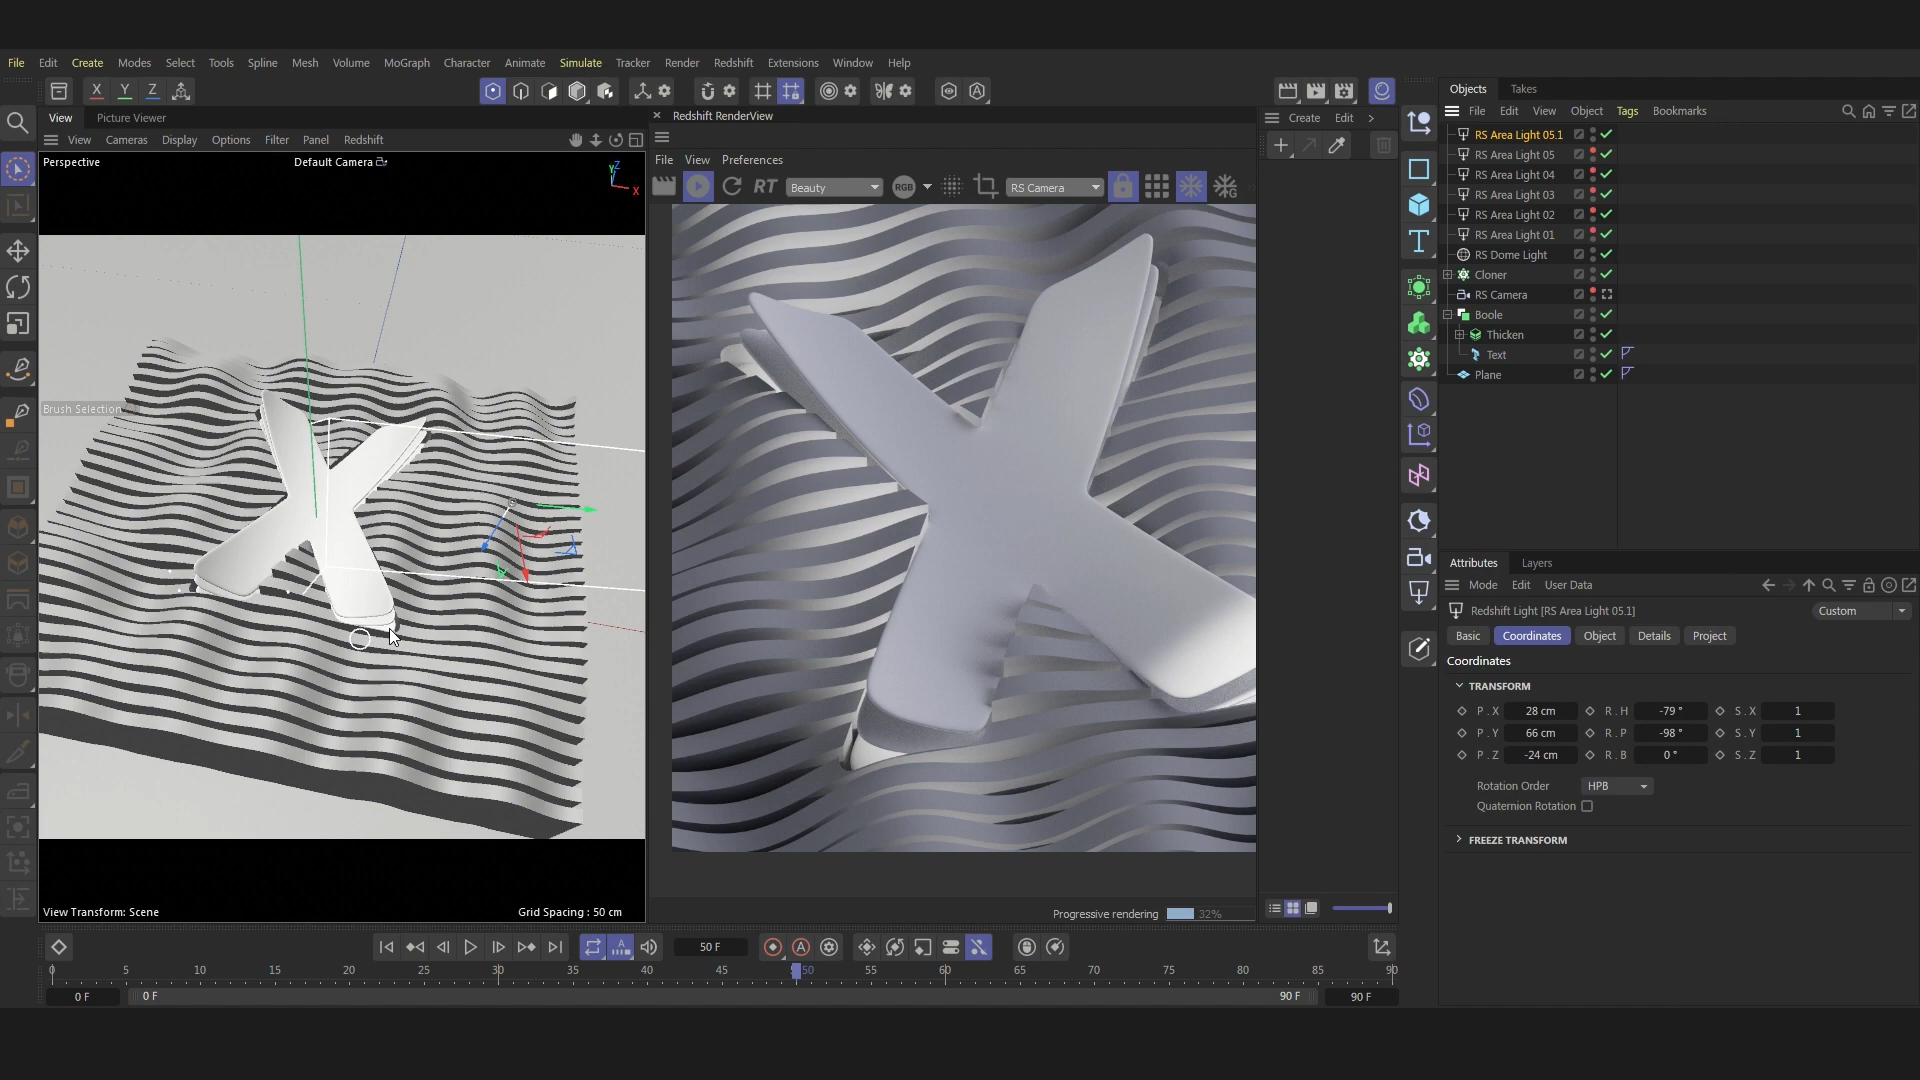 File Edit Create Modes Select Tools Spline Mesh Volume MoGraph Character Animate Simulate Tracker Render Redshift Extensions Window Help
X Y Z
View Picture Viewer
View Cameras Display Options Filter Panel Redshift
Perspective
Default Camera
Y Z X
Brush Selection
View Transform: Scene
Grid Spacing : 50 cm
Redshift RenderView
File View Preferences
RT Beauty RGB RS Camera
Progressive rendering 32%
Create Edit
Objects Takes
File Edit View Object Tags Bookmarks
RS Area Light 05.1
RS Area Light 05
RS Area Light 04
RS Area Light 03
RS Area Light 02
RS Area Light 01
RS Dome Light
Cloner
RS Camera
Boole
Thicken
Text
Plane
Attributes Layers
Mode Edit User Data
Redshift Light [RS Area Light 05.1]
Custom
Basic Coordinates Object Details Project
Coordinates
TRANSFORM
P . X 28 cm R . H -79 ° S . X 1
P . Y 66 cm R . P -98 ° S . Y 1
P . Z -24 cm R . B 0 ° S . Z 1
Rotation Order HPB
Quaternion Rotation
FREEZE TRANSFORM
50 F
0 5 10 15 20 25 30 35 40 45 50 55 60 65 70 75 80 85 90
0 F 0 F 90 F 90 F